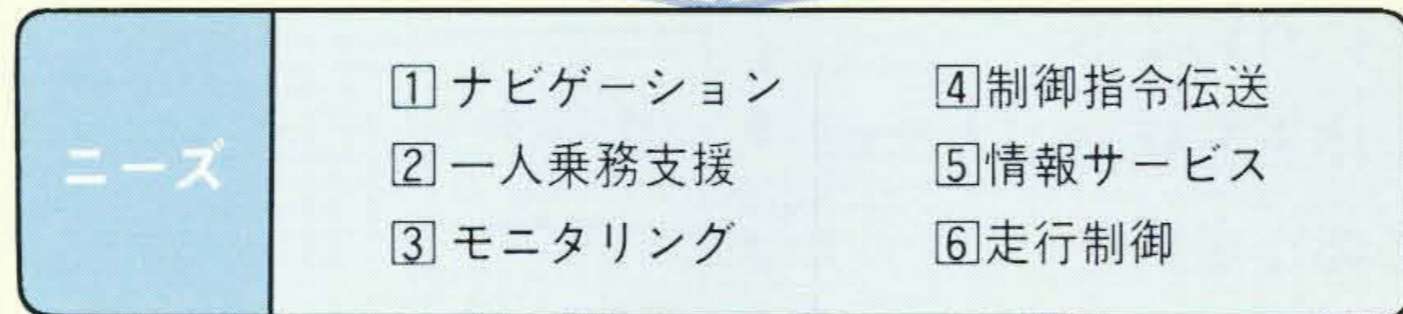 ニーズ
1 ナビゲーション
2 一人乗務支援
3 モニタリング
4 制御指令伝送
5 情報サービス
6 走行制御